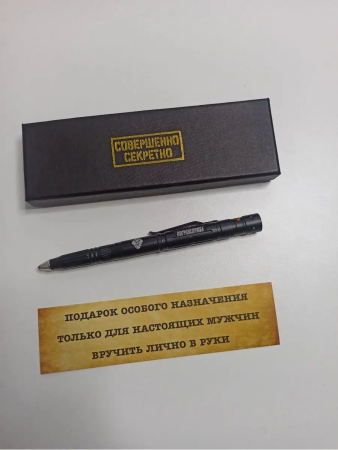 СОВЕРШЕННО
СЕКРЕТНО
ПОДАРОК ОСОБОГО НАЗНАЧЕНИЯ
ТОЛЬКО ДЛЯ НАСТОЯЩИХ МУЖЧИН
ВРУЧИТЬ ЛИЧНО В РУКИ